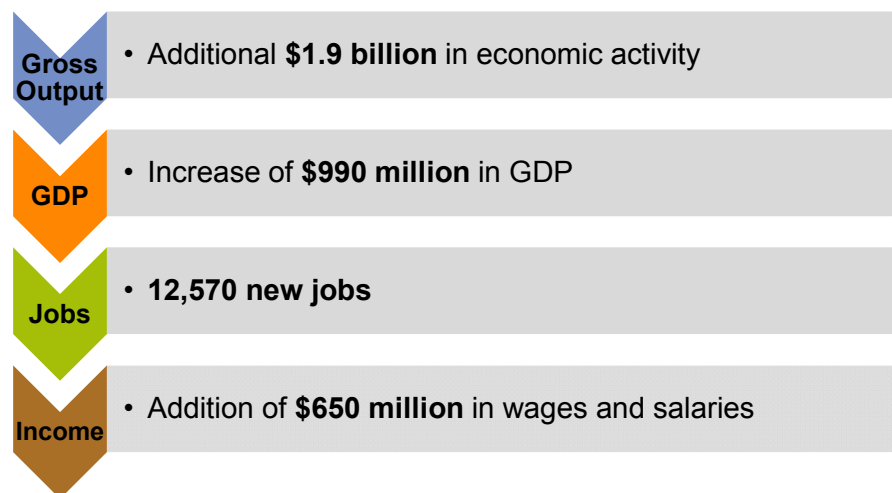 Gross
Output
• Additional $1.9 billion in economic activity
GDP
• Increase of $990 million in GDP
Jobs
• 12,570 new jobs
Income
• Addition of $650 million in wages and salaries